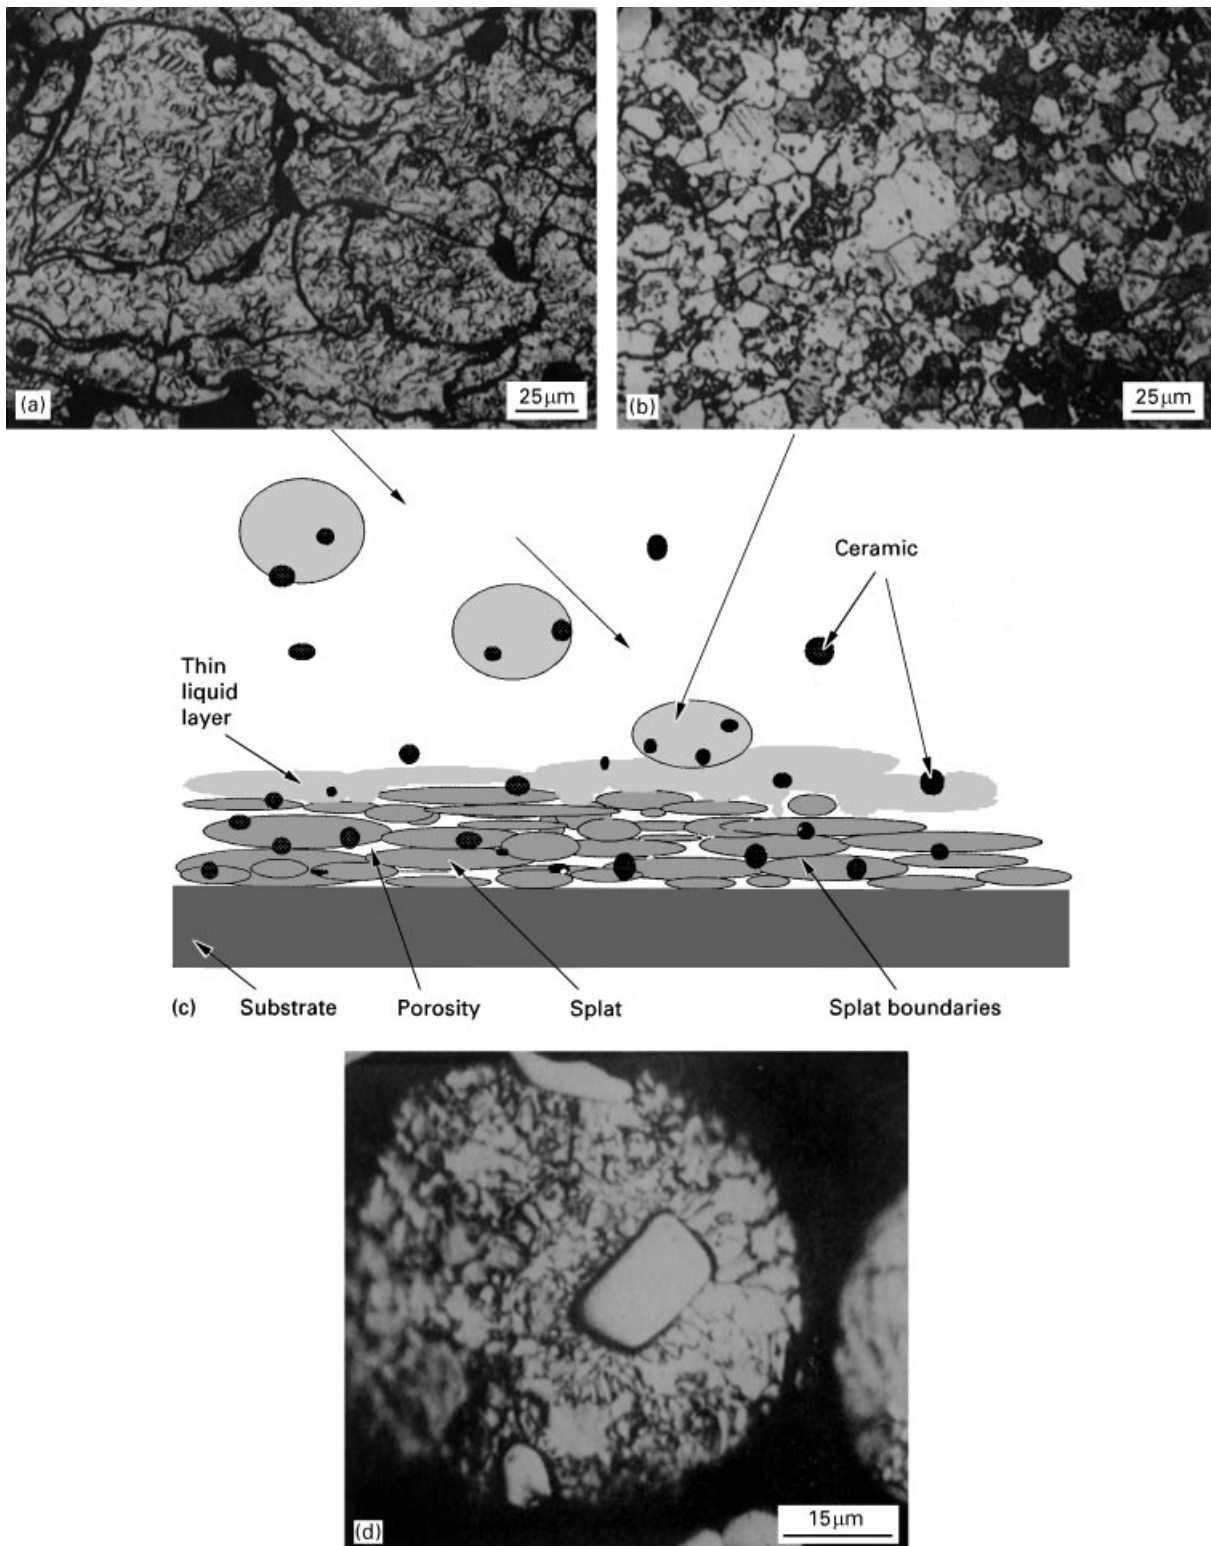 (a)
25μm
(b)
25μm
Ceramic
Thin
liquid
layer
(c)
Substrate
Porosity
Splat
Splat boundaries
(d)
15μm